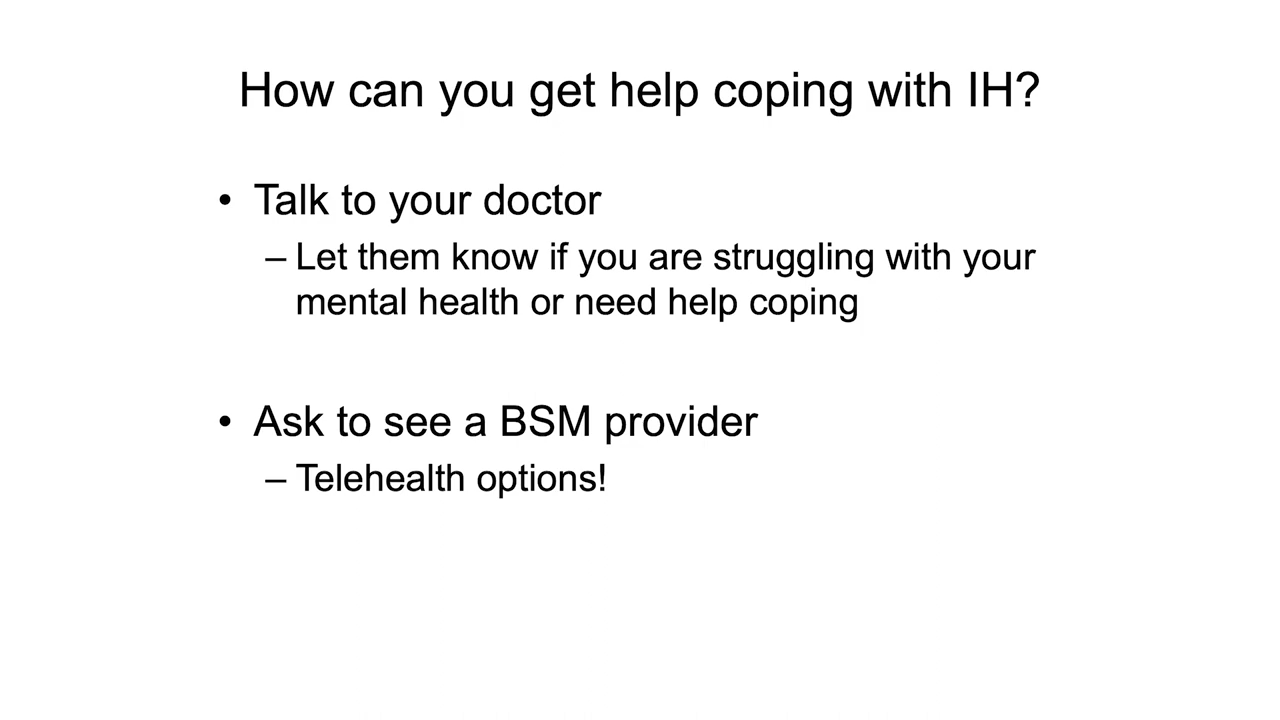 How can you get help coping with IH?
• Talk to your doctor
– Let them know if you are struggling with your
mental health or need help coping
• Ask to see a BSM provider
– Telehealth options!